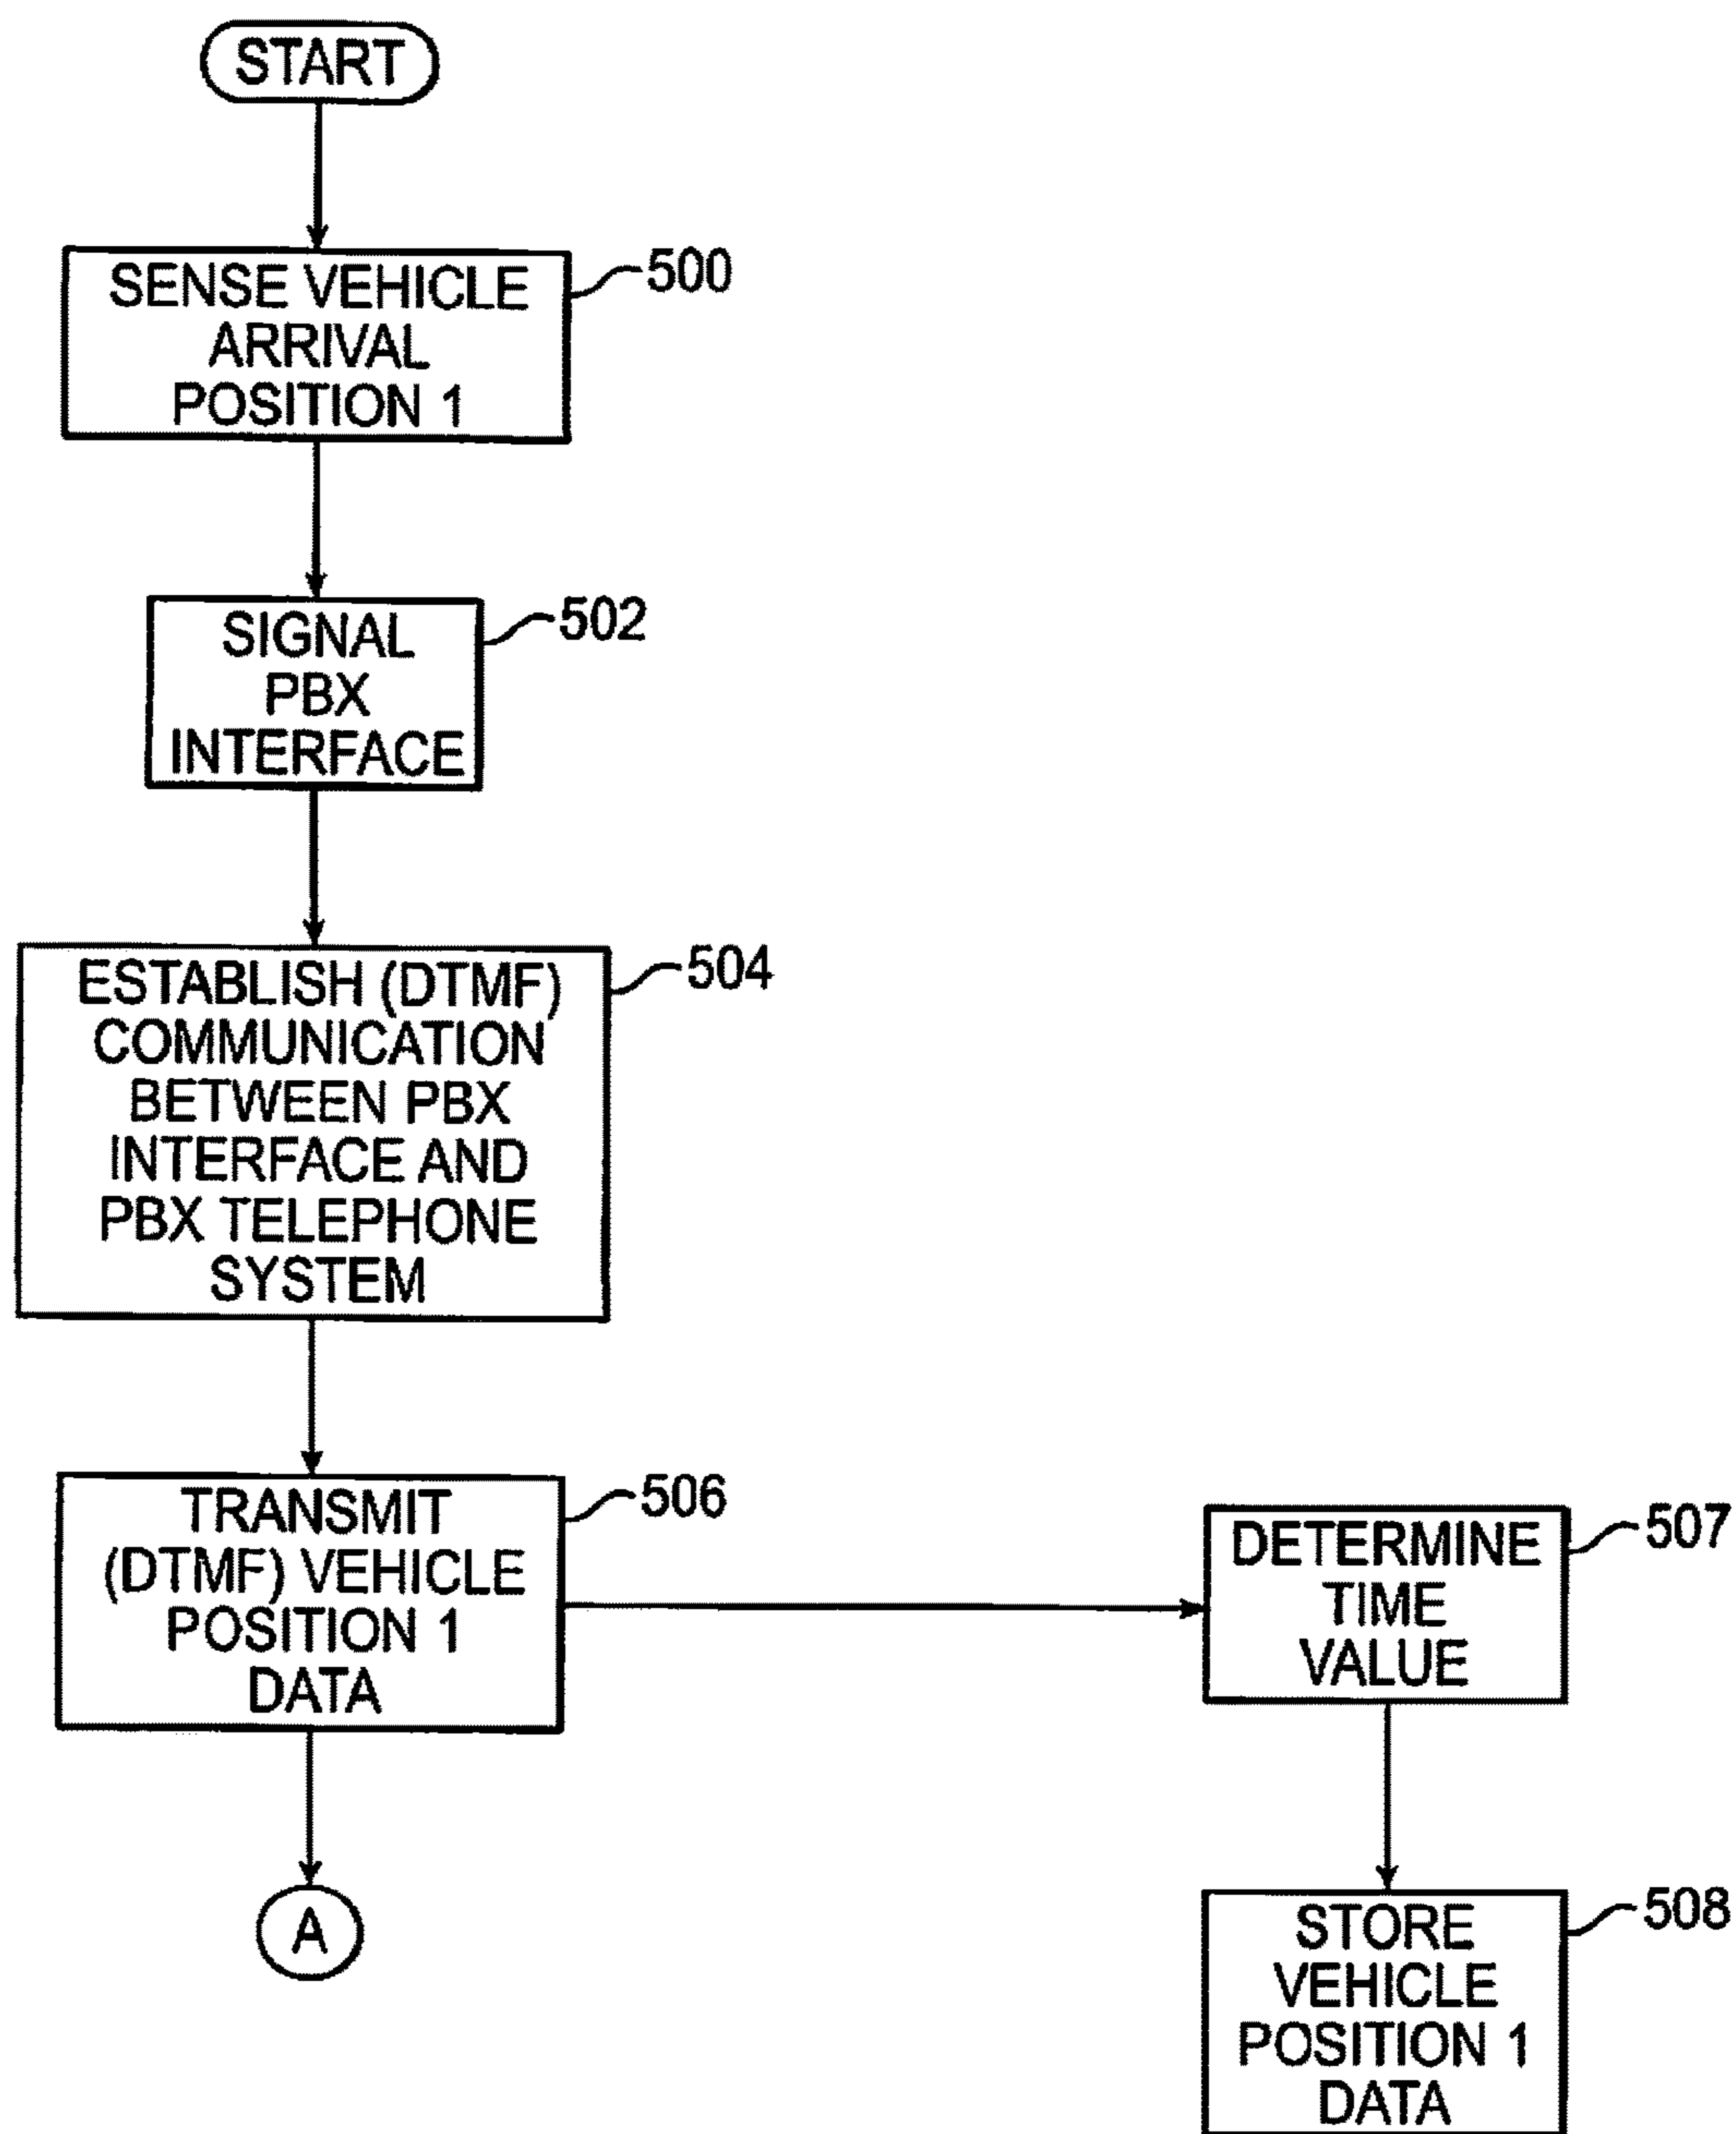 START
SENSE VEHICLE
ARRIVAL
POSITION 1
500
SIGNAL
PBX
INTERFACE
502
ESTABLISH (DTMF)
COMMUNICATION
BETWEEN PBX
INTERFACE AND
PBX TELEPHONE
SYSTEM
504
TRANSMIT
(DTMF) VEHICLE
POSITION 1
DATA
506
DETERMINE
TIME
VALUE
507
A
STORE
VEHICLE
POSITION 1
DATA
508